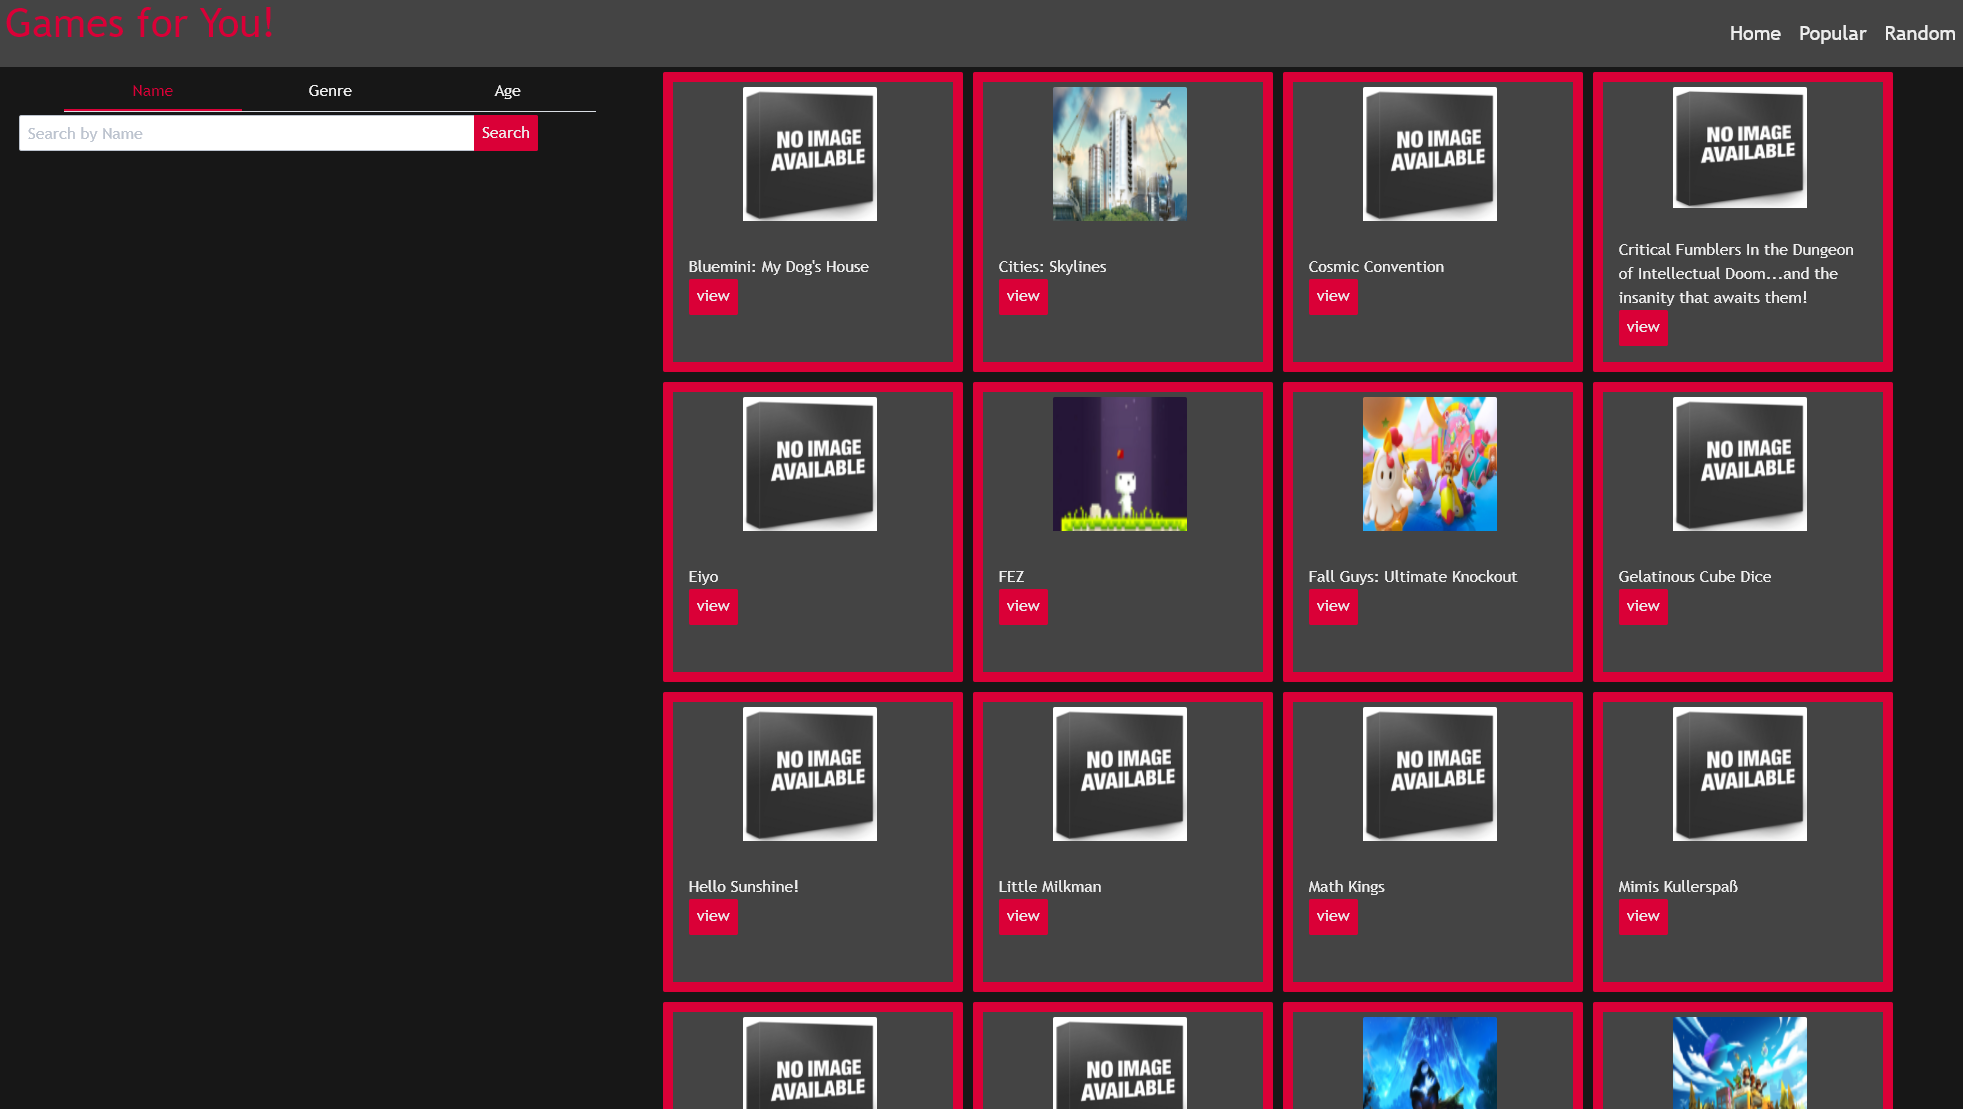 Games for You!
Home Popular Random
Name Genre Age
Search by Name Search
NO IMAGE
AVAILABLE
Bluemini: My Dog's House
view
Cities: Skylines
view
NO IMAGE
AVAILABLE
Cosmic Convention
view
NO IMAGE
AVAILABLE
Critical Fumblers In the Dungeon
of Intellectual Doom...and the
insanity that awaits them!
view
NO IMAGE
AVAILABLE
Eiyo
view
FEZ
view
Fall Guys: Ultimate Knockout
view
NO IMAGE
AVAILABLE
Gelatinous Cube Dice
view
NO IMAGE
AVAILABLE
Hello Sunshine!
view
NO IMAGE
AVAILABLE
Little Milkman
view
NO IMAGE
AVAILABLE
Math Kings
view
NO IMAGE
AVAILABLE
Mimis Kullerspaß
view
NO IMAGE
AVAILABLE
NO IMAGE
AVAILABLE